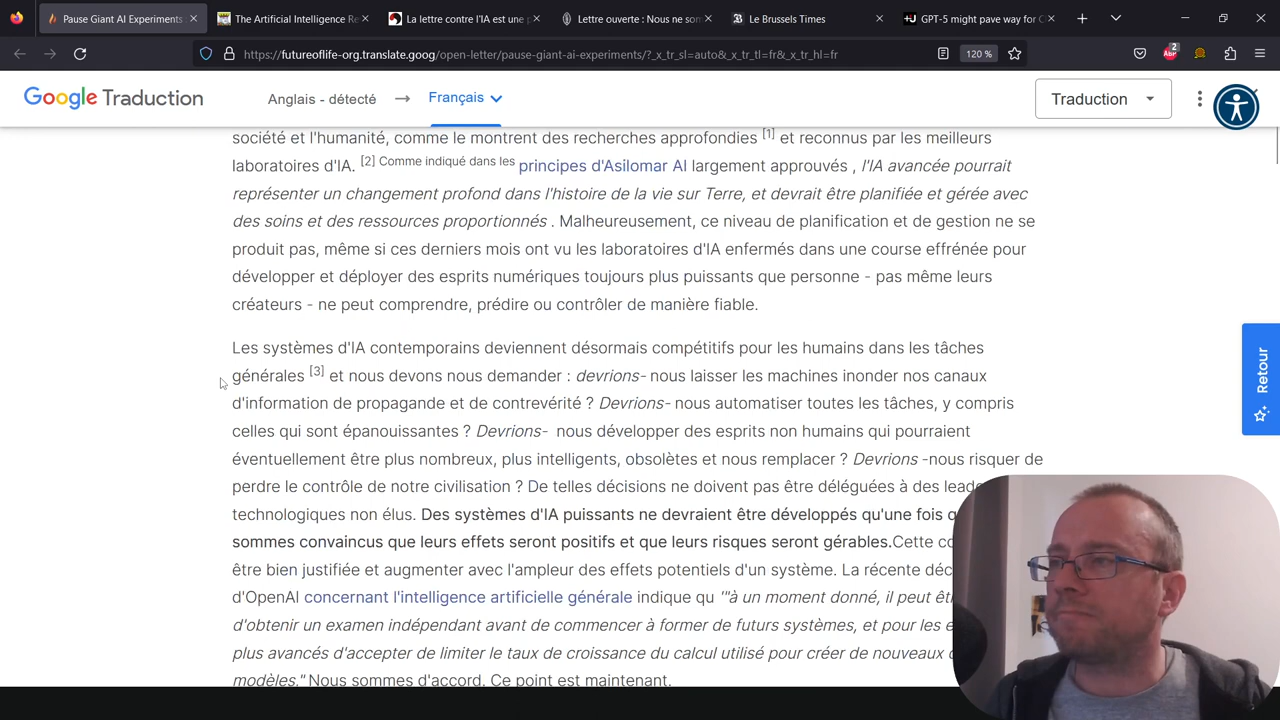 Pause Giant AI Experiments
The Artificial Intelligence Re
La lettre contre l'IA est une p
Lettre ouverte : Nous ne son
Le Brussels Times
GPT-5 might pave way for C
https://futureoflife-org.translate.goog/open-letter/pause-giant-ai-experiments/?_x_tr_sl=auto&_x_tr_tl=fr&_x_tr_hl=fr
120 %
2
Google Traduction
Anglais - détecté
Français
Traduction
société et l'humanité, comme le montrent des recherches approfondies [1] et reconnus par les meilleurs
laboratoires d'IA. [2] Comme indiqué dans les principes d'Asilomar AI largement approuvés , l'IA avancée pourrait
représenter un changement profond dans l'histoire de la vie sur Terre, et devrait être planifiée et gérée avec
des soins et des ressources proportionnés . Malheureusement, ce niveau de planification et de gestion ne se
produit pas, même si ces derniers mois ont vu les laboratoires d'IA enfermés dans une course effrénée pour
développer et déployer des esprits numériques toujours plus puissants que personne - pas même leurs
créateurs - ne peut comprendre, prédire ou contrôler de manière fiable.
Les systèmes d'IA contemporains deviennent désormais compétitifs pour les humains dans les tâches
générales [3] et nous devons nous demander : devrions- nous laisser les machines inonder nos canaux
d'information de propagande et de contrevérité ? Devrions- nous automatiser toutes les tâches, y compris
celles qui sont épanouissantes ? Devrions- nous développer des esprits non humains qui pourraient
éventuellement être plus nombreux, plus intelligents, obsolètes et nous remplacer ? Devrions -nous risquer de
perdre le contrôle de notre civilisation ? De telles décisions ne doivent pas être déléguées à des lead
technologiques non élus. Des systèmes d'IA puissants ne devraient être développés qu'une fois q
sommes convaincus que leurs effets seront positifs et que leurs risques seront gérables.Cette co
être bien justifiée et augmenter avec l'ampleur des effets potentiels d'un système. La récente déc
d'OpenAI concernant l'intelligence artificielle générale indique qu '"à un moment donné, il peut êt
d'obtenir un examen indépendant avant de commencer à former de futurs systèmes, et pour les e
plus avancés d'accepter de limiter le taux de croissance du calcul utilisé pour créer de nouveaux
modèles." Nous sommes d'accord. Ce point est maintenant.
Retour